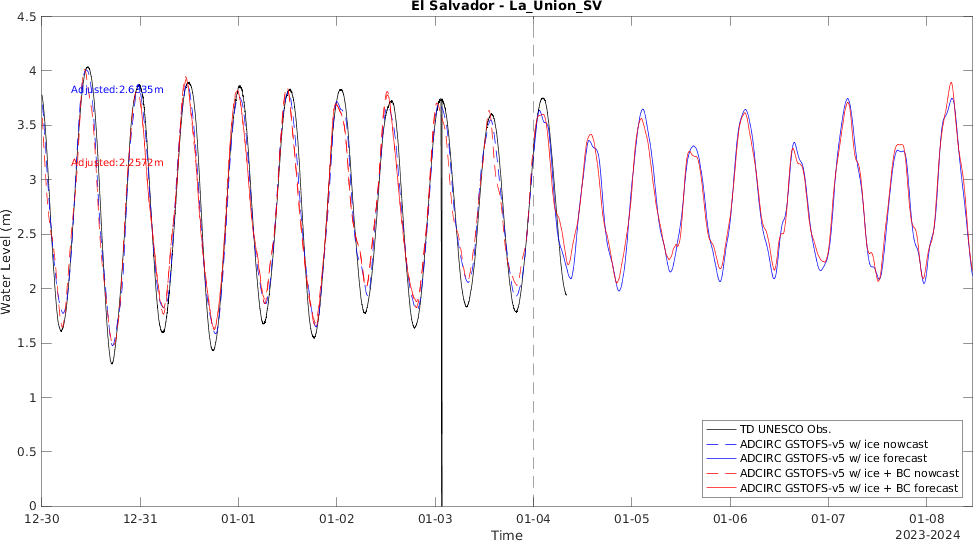 El Salvador - La_Union_SV
4.5
4
3.5
3
2.5
2
1.5
1
0.5
0
Water Level (m)
Adjusted:2.6335m
Adjusted:2.2572m
TD UNESCO Obs.
ADCIRC GSTOFS-v5 w/ ice nowcast
ADCIRC GSTOFS-v5 w/ ice forecast
ADCIRC GSTOFS-v5 w/ ice + BC nowcast
ADCIRC GSTOFS-v5 w/ ice + BC forecast
12-30 12-31 01-01 01-02 01-03 01-04 01-05 01-06 01-07 01-08
Time
2023-2024